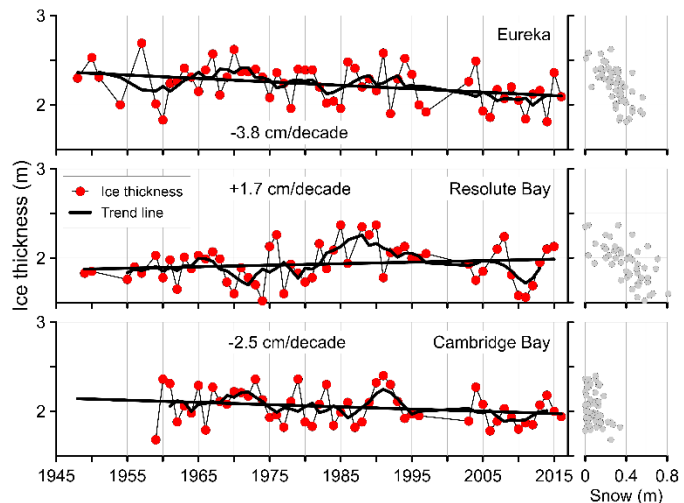 3
Eureka
2
-3.8 cm/decade
3
Ice thickness
+1.7 cm/decade
Resolute Bay
Trend line
Ice thickness (m)
2
3
-2.5 cm/decade
Cambridge Bay
2
1945 1955 1965 1975 1985 1995 2005 2015
0 0.4 0.8
Snow (m)